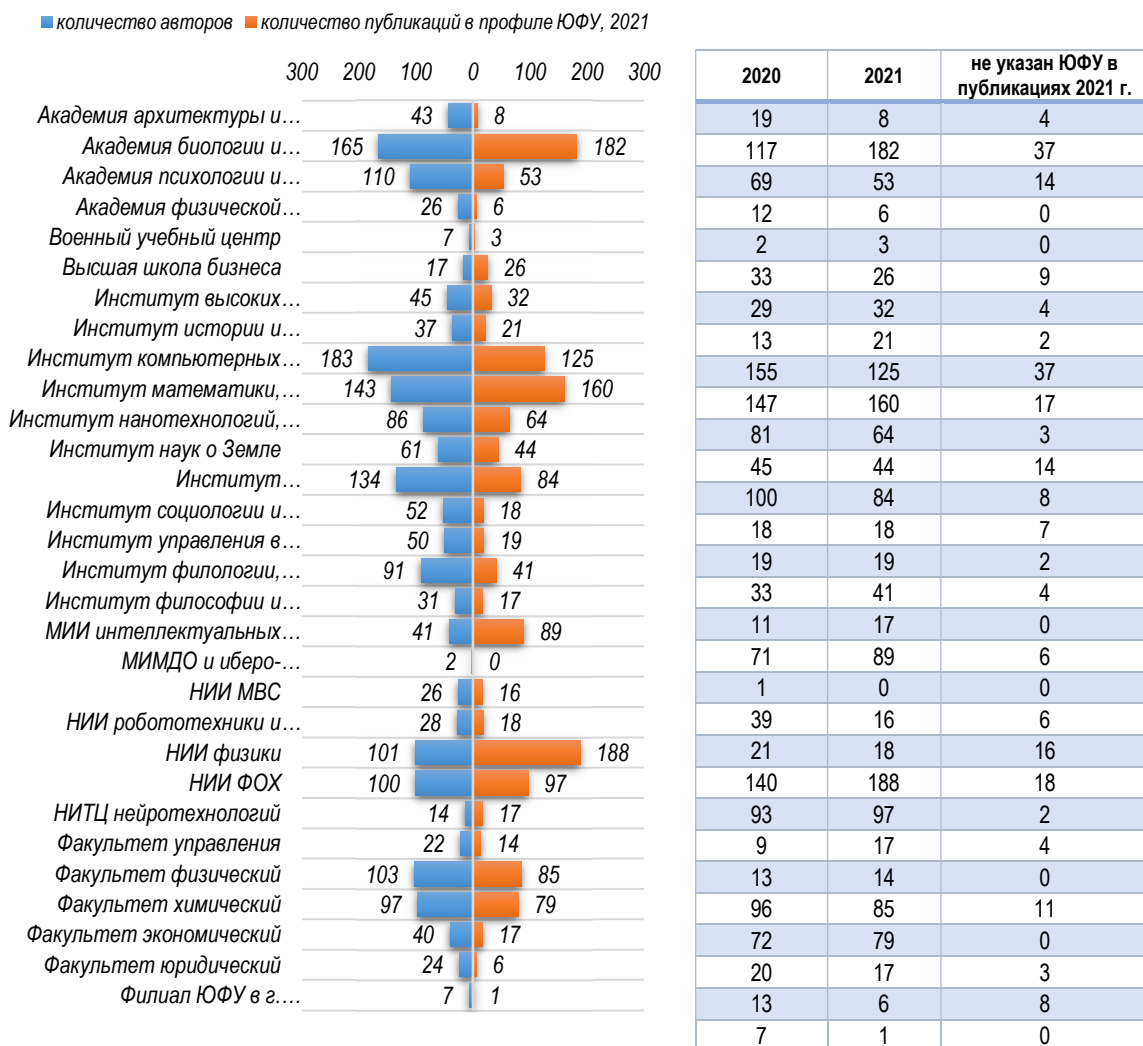 количество авторов количество публикаций в профиле ЮФУ, 2021
300 200 100 0 100 200 300
Академия архитектуры и… 43 8
Академия биологии и… 165 182
Академия психологии и… 110 53
Академия физической… 26 6
Военный учебный центр 7 3
Высшая школа бизнеса 17 26
Институт высоких… 45 32
Институт истории и… 37 21
Институт компьютерных… 183 125
Институт математики,… 143 160
Институт нанотехнологий,… 86 64
Институт наук о Земле 61 44
Институт… 134 84
Институт социологии и… 52 18
Институт управления в… 50 19
Институт филологии,… 91 41
Институт философии и… 31 17
МИИ интеллектуальных… 41 89
МИМДО и иберо-… 2 0
НИИ МВС 26 16
НИИ робототехники и… 28 18
НИИ физики 101 188
НИИ ФОХ 100 97
НИТЦ нейротехнологий 14 17
Факультет управления 22 14
Факультет физический 103 85
Факультет химический 97 79
Факультет экономический 40 17
Факультет юридический 24 6
Филиал ЮФУ в г.… 7 1
2020 2021 не указан ЮФУ в
публикациях 2021 г.
19 8 4
117 182 37
69 53 14
12 6 0
2 3 0
33 26 9
29 32 4
13 21 2
155 125 37
147 160 17
81 64 3
45 44 14
100 84 8
18 18 7
19 19 2
33 41 4
11 17 0
71 89 6
1 0 0
39 16 6
21 18 16
140 188 18
93 97 2
9 17 4
13 14 0
96 85 11
72 79 0
20 17 3
13 6 8
7 1 0